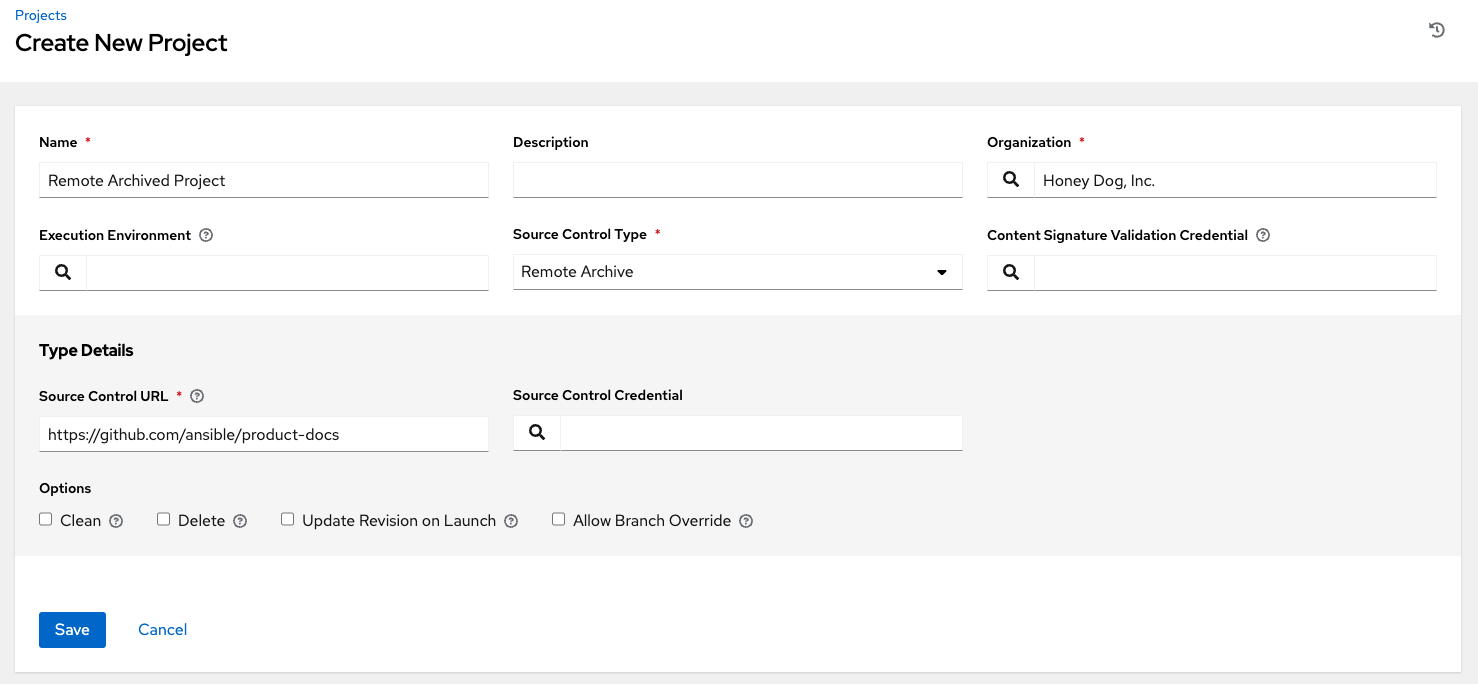 Projects
Create New Project
Name *
Description
Organization *
Remote Archived Project
Honey Dog, Inc.
Execution Environment
Source Control Type *
Content Signature Validation Credential
Remote Archive
Type Details
Source Control URL *
Source Control Credential
https://github.com/ansible/product-docs
Options
Clean Delete Update Revision on Launch Allow Branch Override
Save Cancel